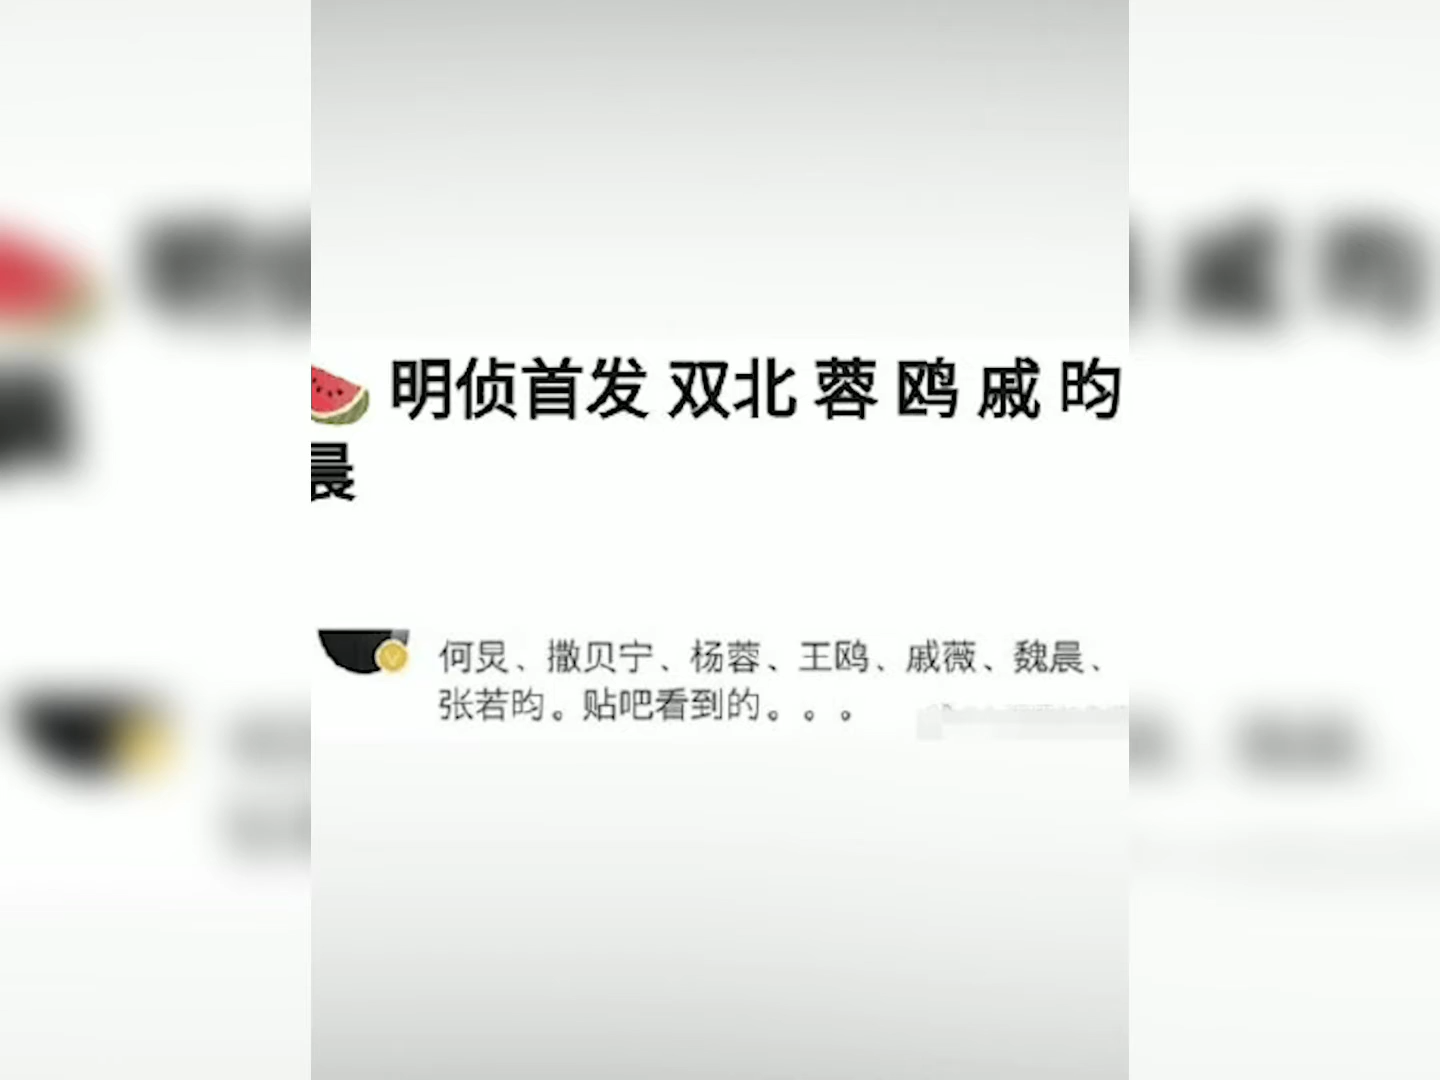 🍉 明侦首发 双北 蓉 鸥 戚 昀
晨
何炅、撒贝宁、杨蓉、王鸥、戚薇、魏晨、
张若昀。贴吧看到的。。。